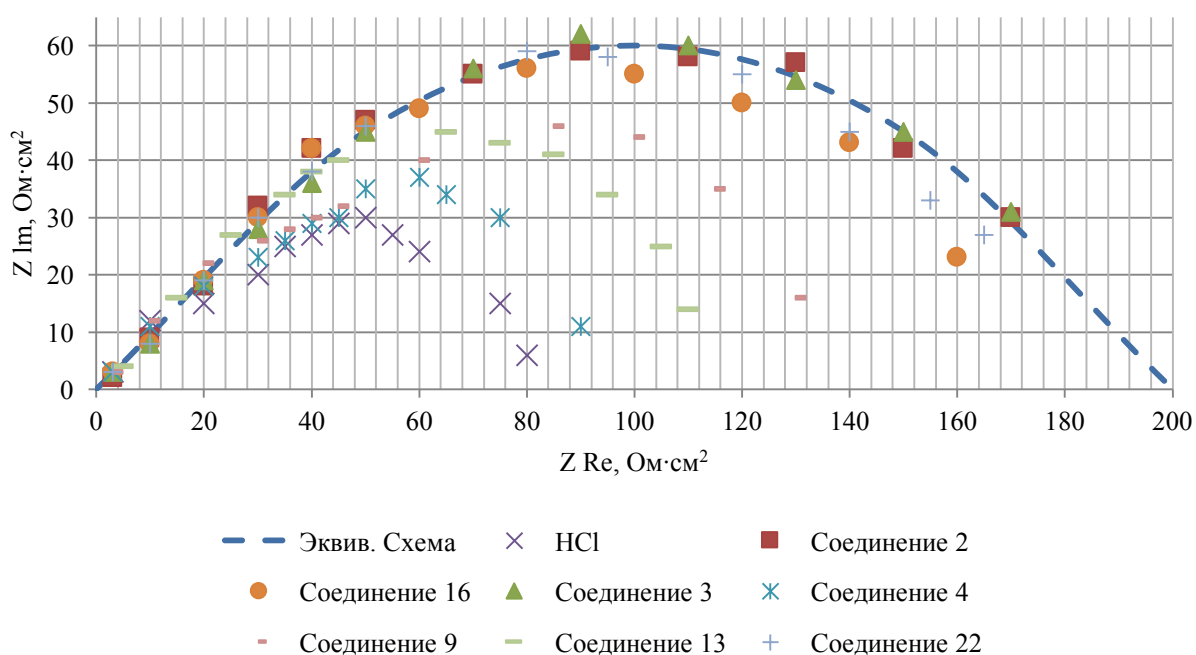 60
50
40
30
20
10
0
Z Im, Ом·см²
0 20 40 60 80 100 120 140 160 180 200
Z Re, Ом·см²
Эквив. Схема HCl Соединение 2
Соединение 16 Соединение 3 Соединение 4
Соединение 9 Соединение 13 Соединение 22